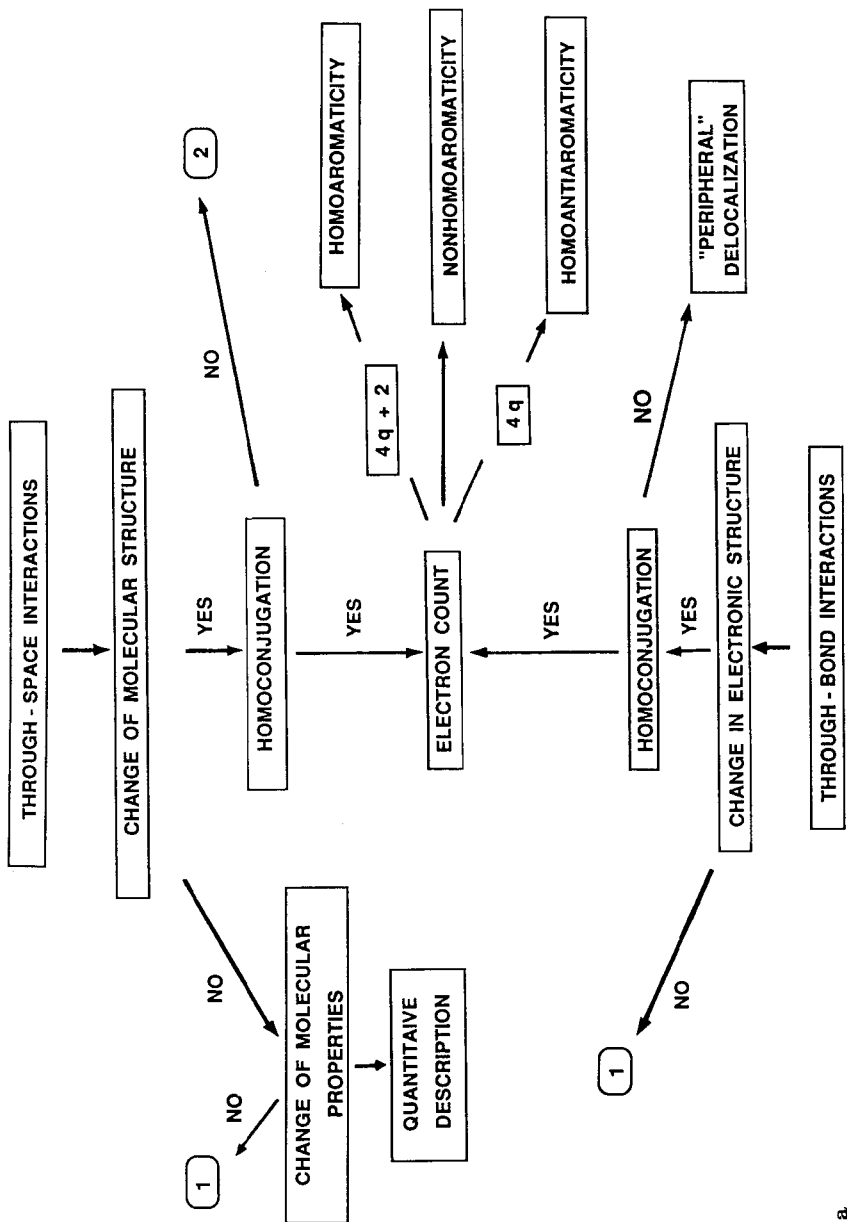 THROUGH - SPACE INTERACTIONS
CHANGE OF MOLECULAR STRUCTURE
NO
YES
NO
HOMOCONJUGATION
2
1
NO
CHANGE OF MOLECULAR
PROPERTIES
YES
QUANTITAIVE
DESCRIPTION
4 q + 2
HOMOAROMATICITY
ELECTRON COUNT
NONHOMOAROMATICITY
4 q
HOMOANTIAROMATICITY
YES
HOMOCONJUGATION
NO
"PERIPHERAL"
DELOCALIZATION
1
NO
YES
CHANGE IN ELECTRONIC STRUCTURE
THROUGH - BOND INTERACTIONS
a